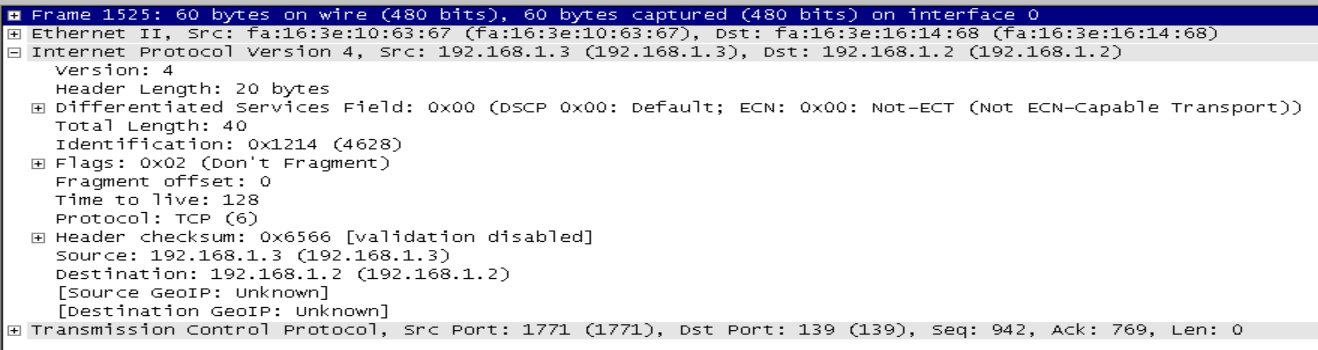 Frame 1525: 60 bytes on wire (480 bits), 60 bytes captured (480 bits) on interface 0
Ethernet II, Src: fa:16:3e:10:63:67 (fa:16:3e:10:63:67), Dst: fa:16:3e:16:14:68 (fa:16:3e:16:14:68)
Internet Protocol Version 4, Src: 192.168.1.3 (192.168.1.3), Dst: 192.168.1.2 (192.168.1.2)
Version: 4
Header Length: 20 bytes
Differentiated Services Field: 0x00 (DSCP 0x00: Default; ECN: 0x00: Not-ECT (Not ECN-Capable Transport))
Total Length: 40
Identification: 0x1214 (4628)
Flags: 0x02 (Don't Fragment)
Fragment offset: 0
Time to live: 128
Protocol: TCP (6)
Header checksum: 0x6566 [validation disabled]
Source: 192.168.1.3 (192.168.1.3)
Destination: 192.168.1.2 (192.168.1.2)
[Source GeoIP: Unknown]
[Destination GeoIP: Unknown]
Transmission Control Protocol, Src Port: 1771 (1771), Dst Port: 139 (139), Seq: 942, Ack: 769, Len: 0